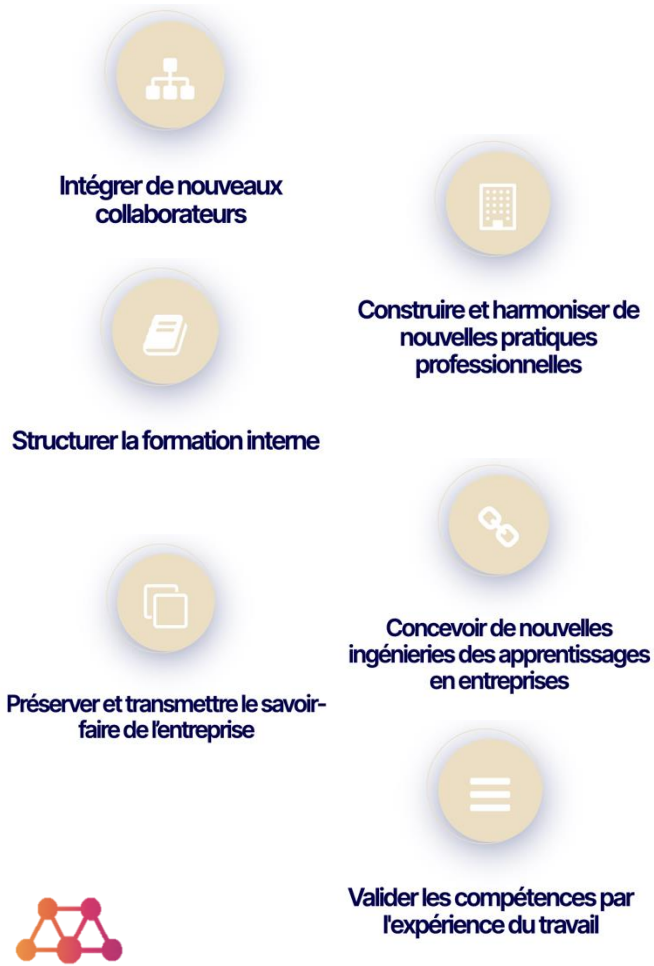 Intégrer de nouveaux
collaborateurs
Construire et harmoniser de
nouvelles pratiques
professionnelles
Structurer la formation interne
Concevoir de nouvelles
ingénieries des apprentissages
en entreprises
Préserver et transmettre le savoir-
faire de l'entreprise
Valider les compétences par
l'expérience du travail